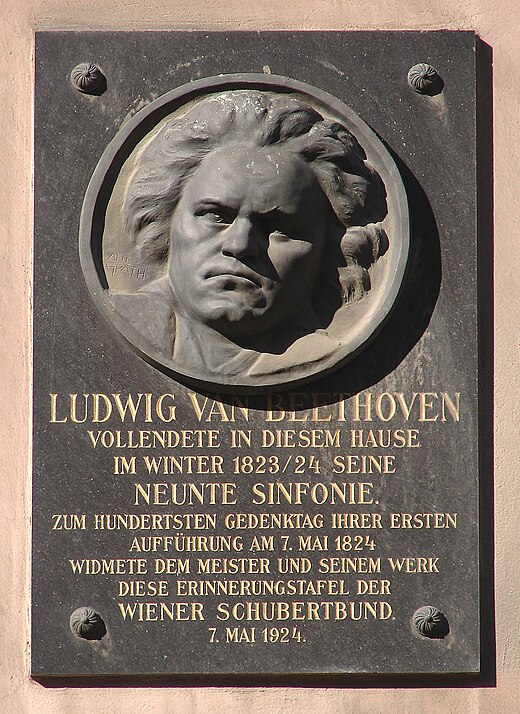 LUDWIG VAN BEETHOVEN
VOLLENDETE IN DIESEM HAUSE
IM WINTER 1823/24 SEINE
NEUNTE SINFONIE.
ZUM HUNDERTSTEN GEDENKTAG IHRER ERSTEN
AUFFÜHRUNG AM 7. MAI 1824
WIDMETE DEM MEISTER UND SEINEM WERK
DIESE ERINNERUNGSTAFEL DER
WIENER SCHUBERTBUND.
7. MAI 1924.